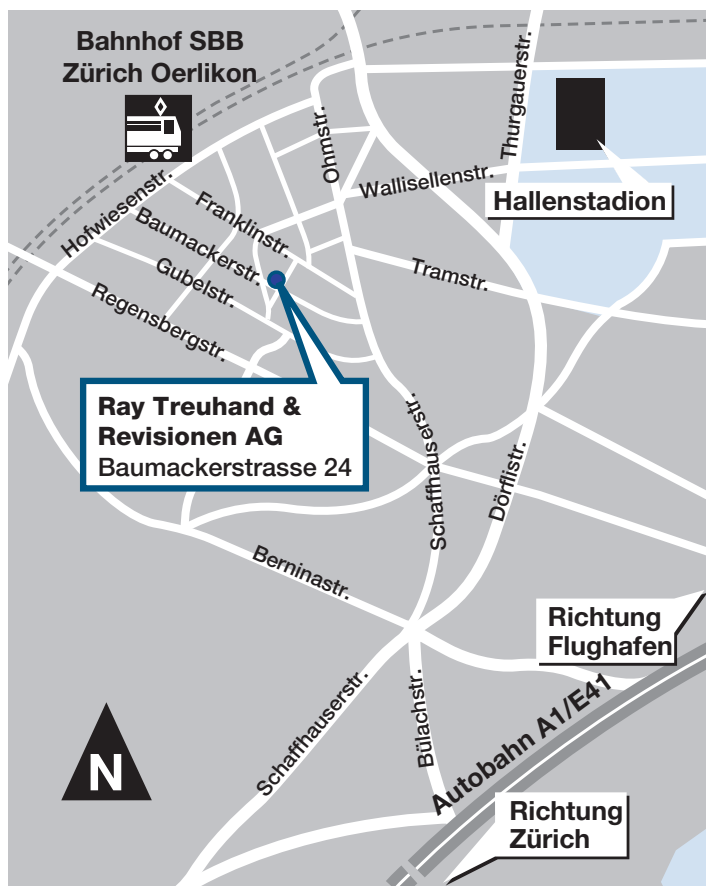 Bahnhof SBB
Zürich Oerlikon
Hofwiesenstr.
Franklinstr.
Baumackerstr.
Gubelstr.
Regensbergstr.
Ohmstr.
Wallisellenstr.
Thurgauerstr.
Hallenstadion
Tramstr.
Ray Treuhand &
Revisionen AG
Baumackerstrasse 24
Schaffhauserstr.
Dörflistr.
Berninastr.
Richtung
Flughafen
Schaffhauserstr.
Bülachstr.
Autobahn A1/E41
N
Richtung
Zürich